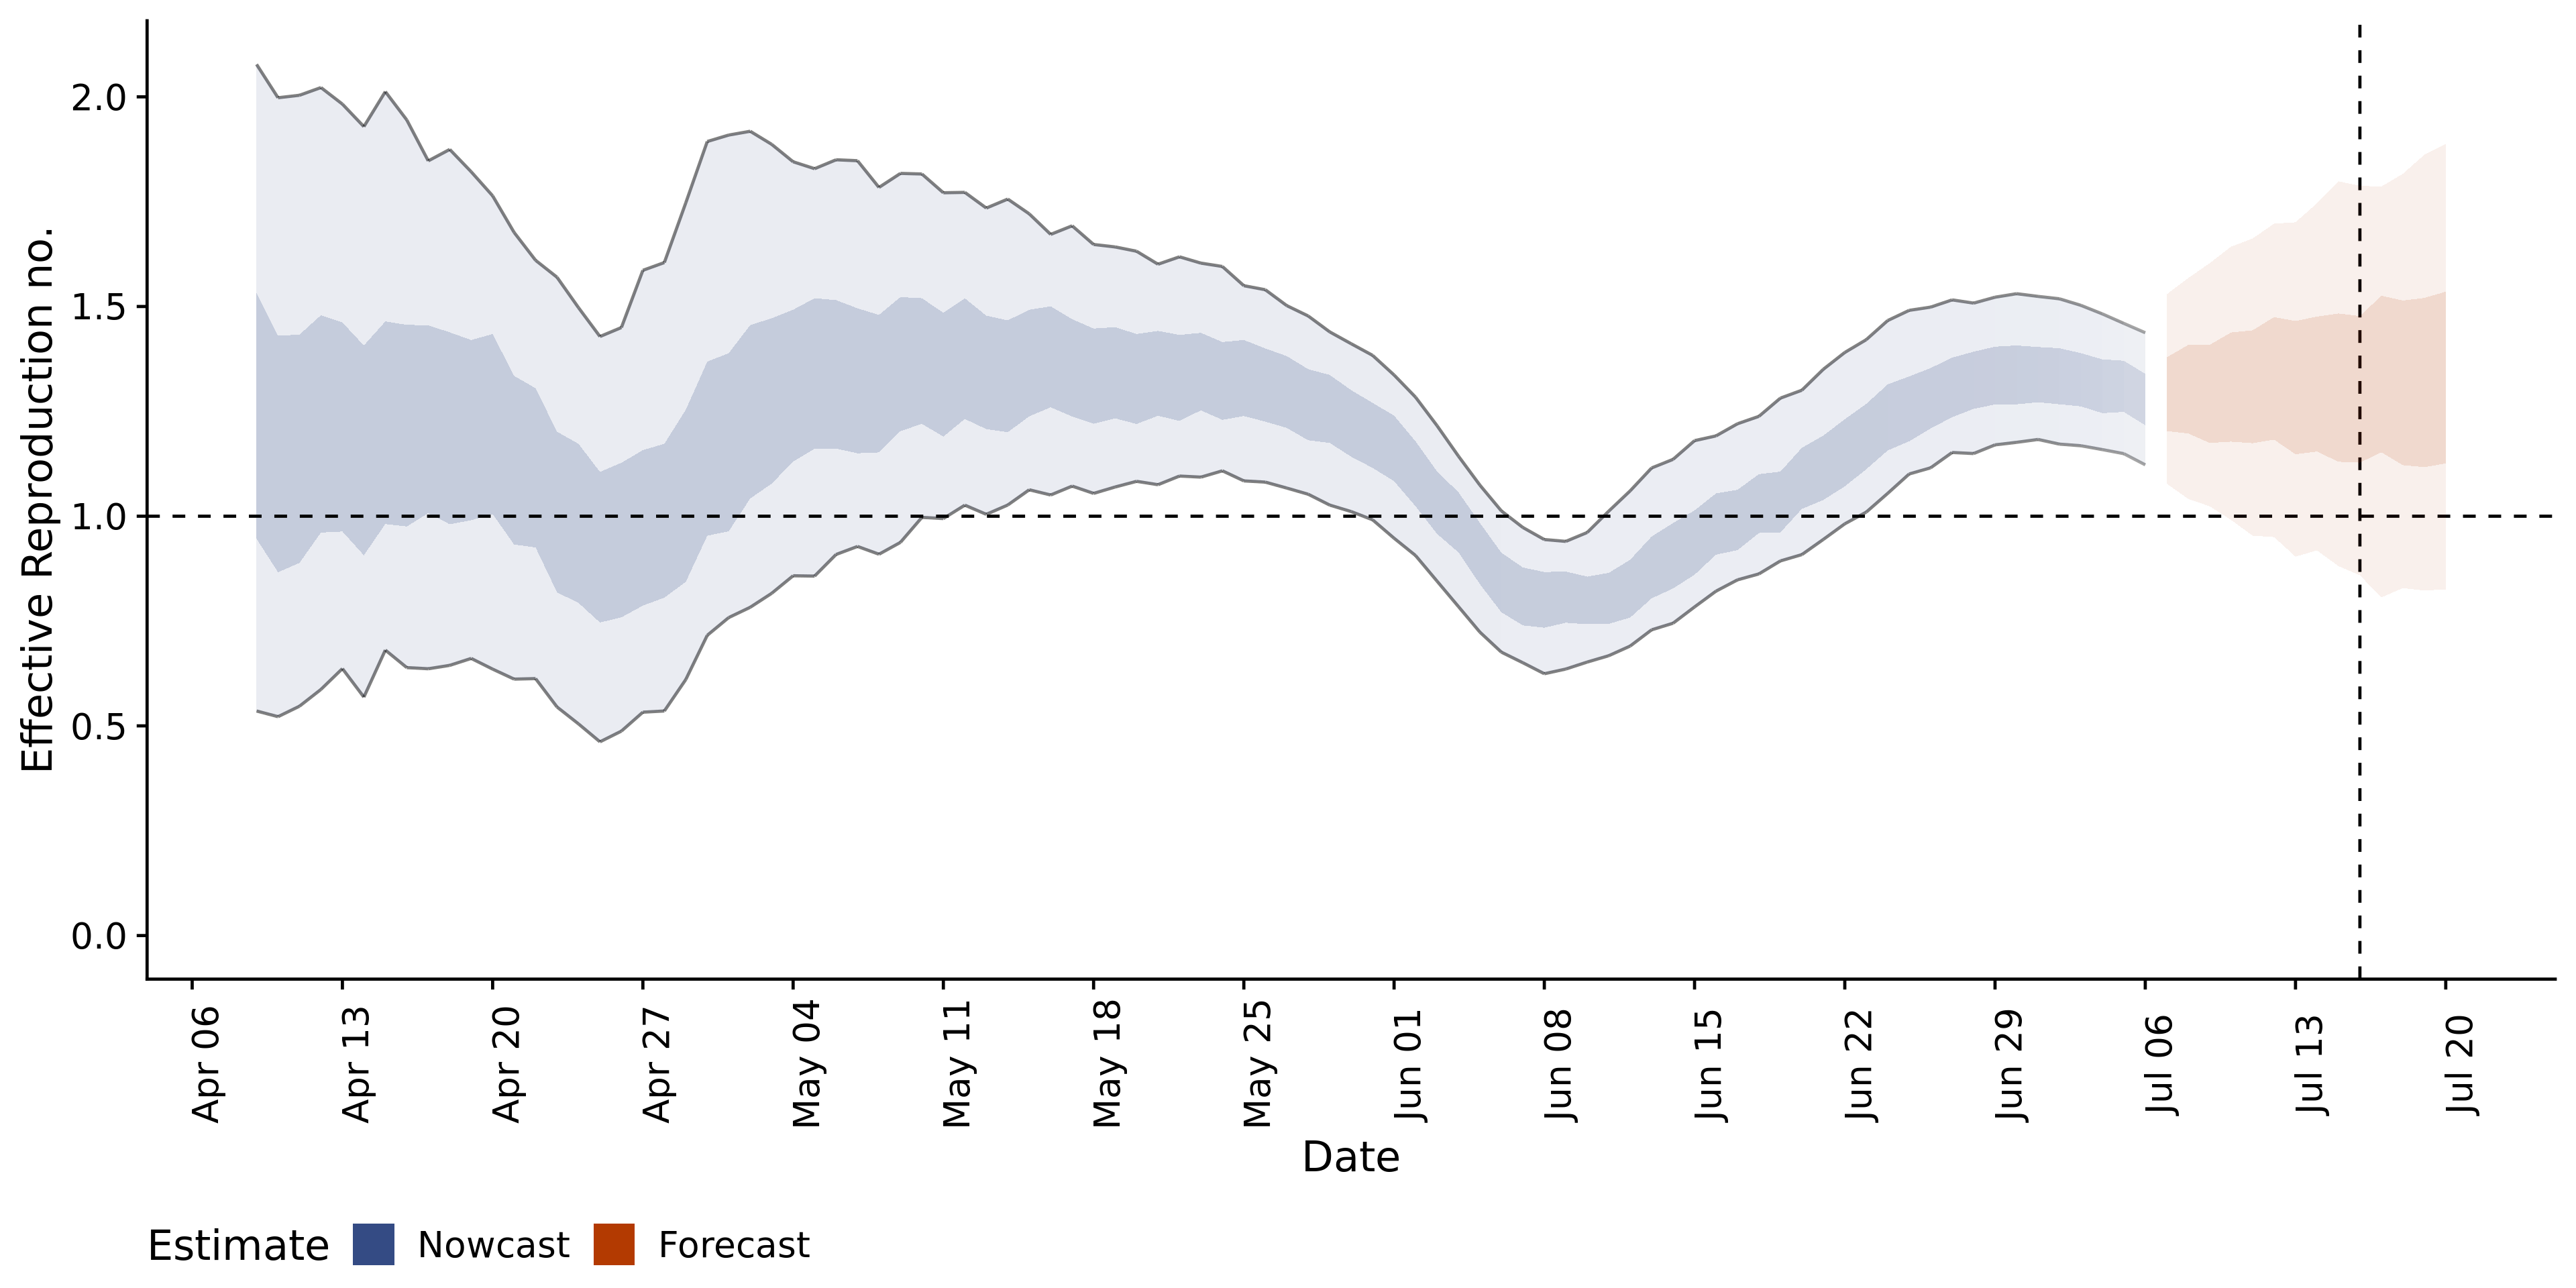 Effective Reproduction no.
2.0
1.5
1.0
0.5
0.0
Apr 06
Apr 13
Apr 20
Apr 27
May 04
May 11
May 18
May 25
Jun 01
Jun 08
Jun 15
Jun 22
Jun 29
Jul 06
Jul 13
Jul 20
Date
Estimate Nowcast Forecast